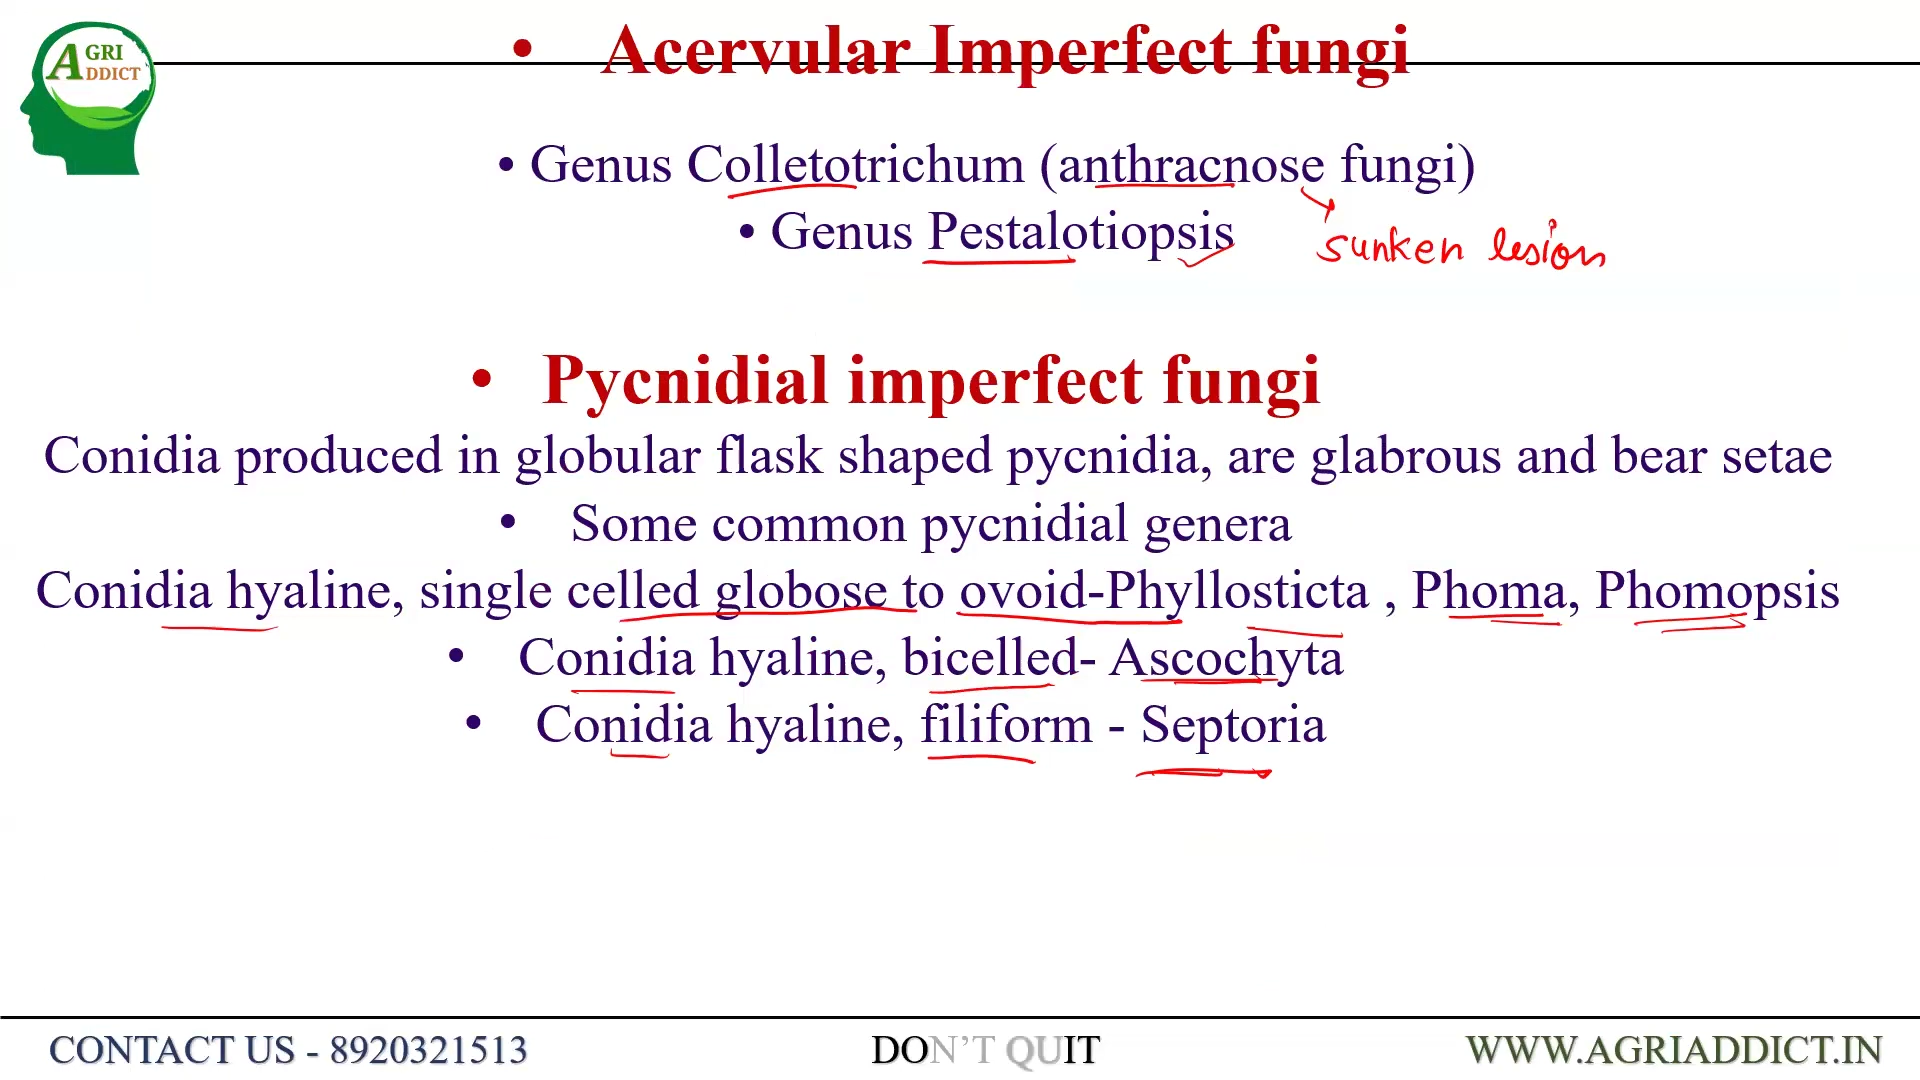 AGRI
ADDICT
• Acervular Imperfect fungi
• Genus Colletotrichum (anthracnose fungi)
• Genus Pestalotiopsis
sunken lesion
• Pycnidial imperfect fungi
Conidia produced in globular flask shaped pycnidia, are glabrous and bear setae
• Some common pycnidial genera
Conidia hyaline, single celled globose to ovoid-Phyllosticta , Phoma, Phomopsis
• Conidia hyaline, bicelled- Ascochyta
• Conidia hyaline, filiform - Septoria
CONTACT US - 8920321513 DON'T QUIT WWW.AGRIADDICT.IN